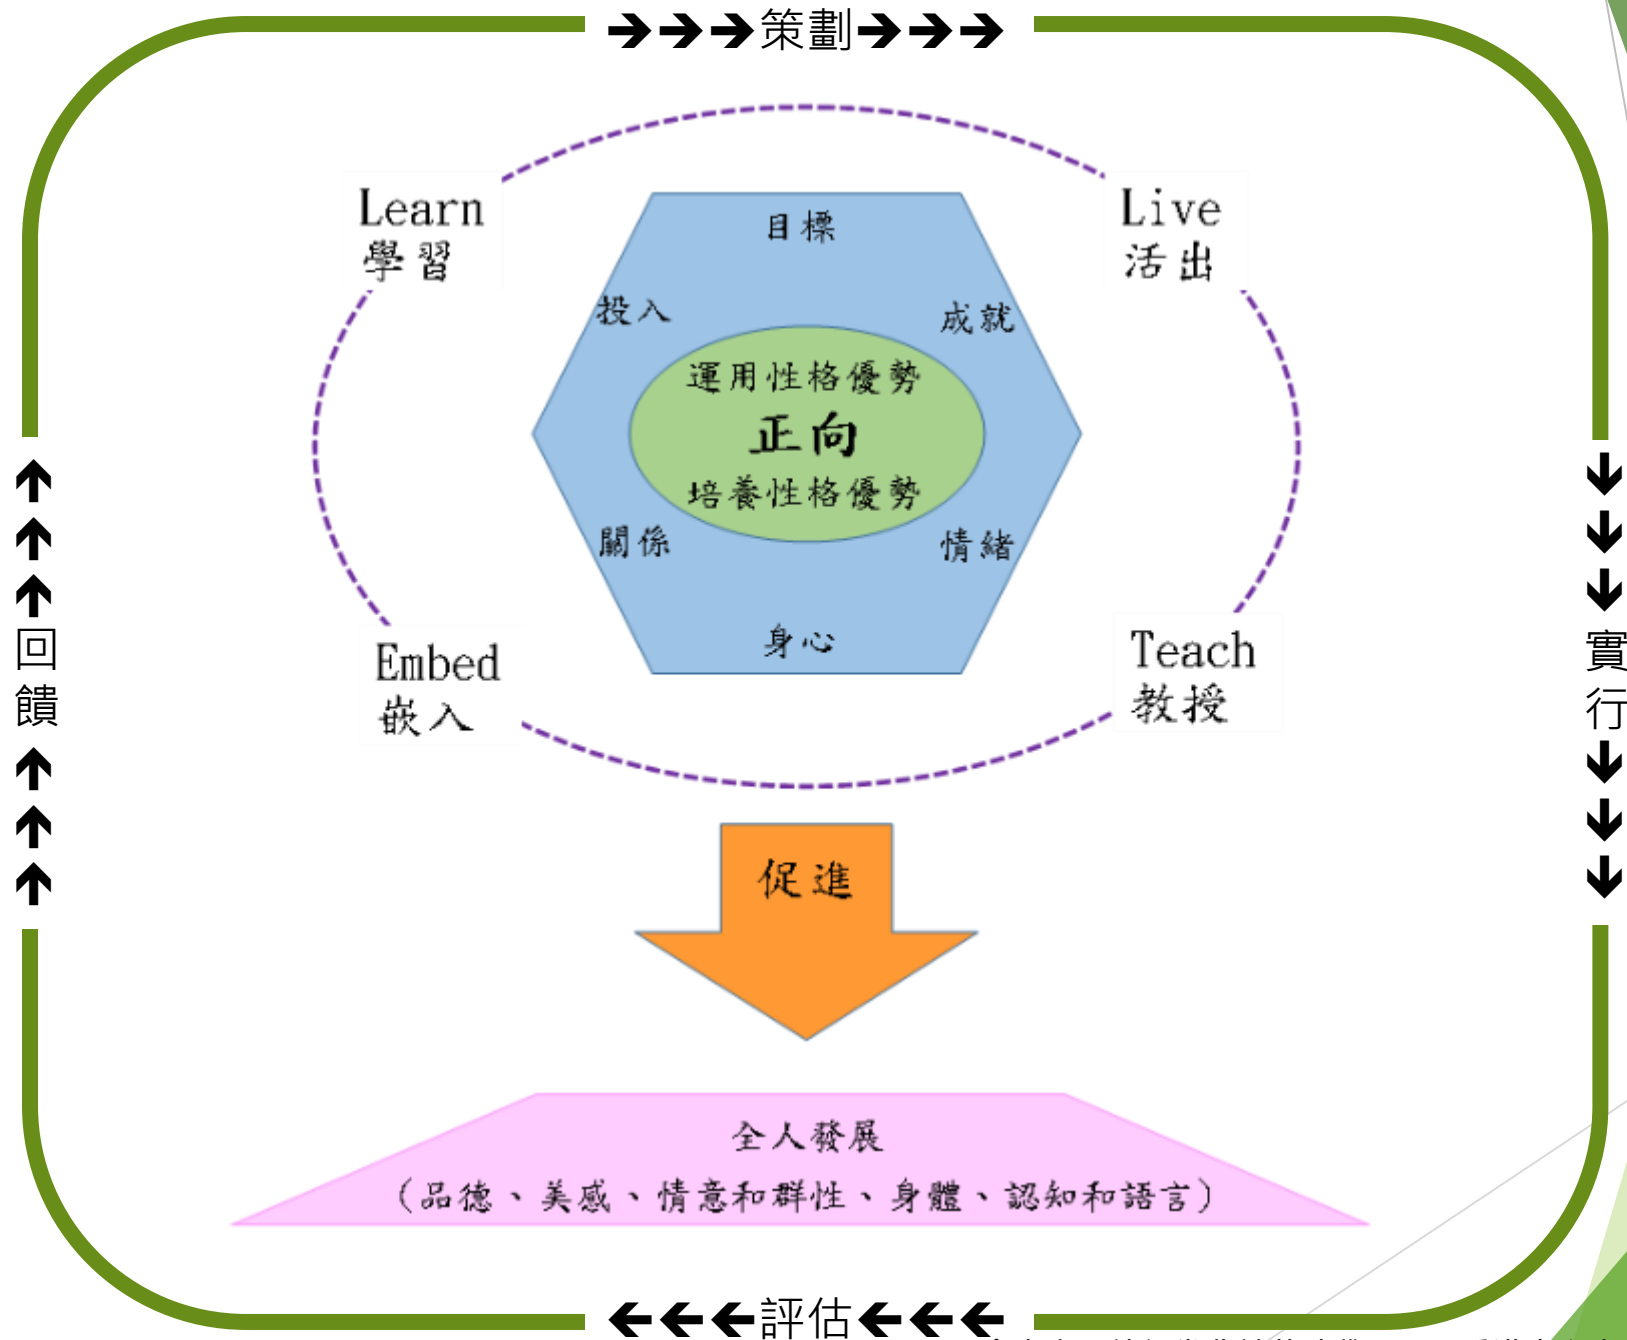 ➔➔➔策劃➔➔➔
Learn
學習
Live
活出
目標
投入
成就
運用性格優勢
正向
培養性格優勢
關係
情緒
身心
Embed
嵌入
Teach
教授
回饋
實行
促進
全人發展
（品德、美感、情意和群性、身體、認知和語言）
評估